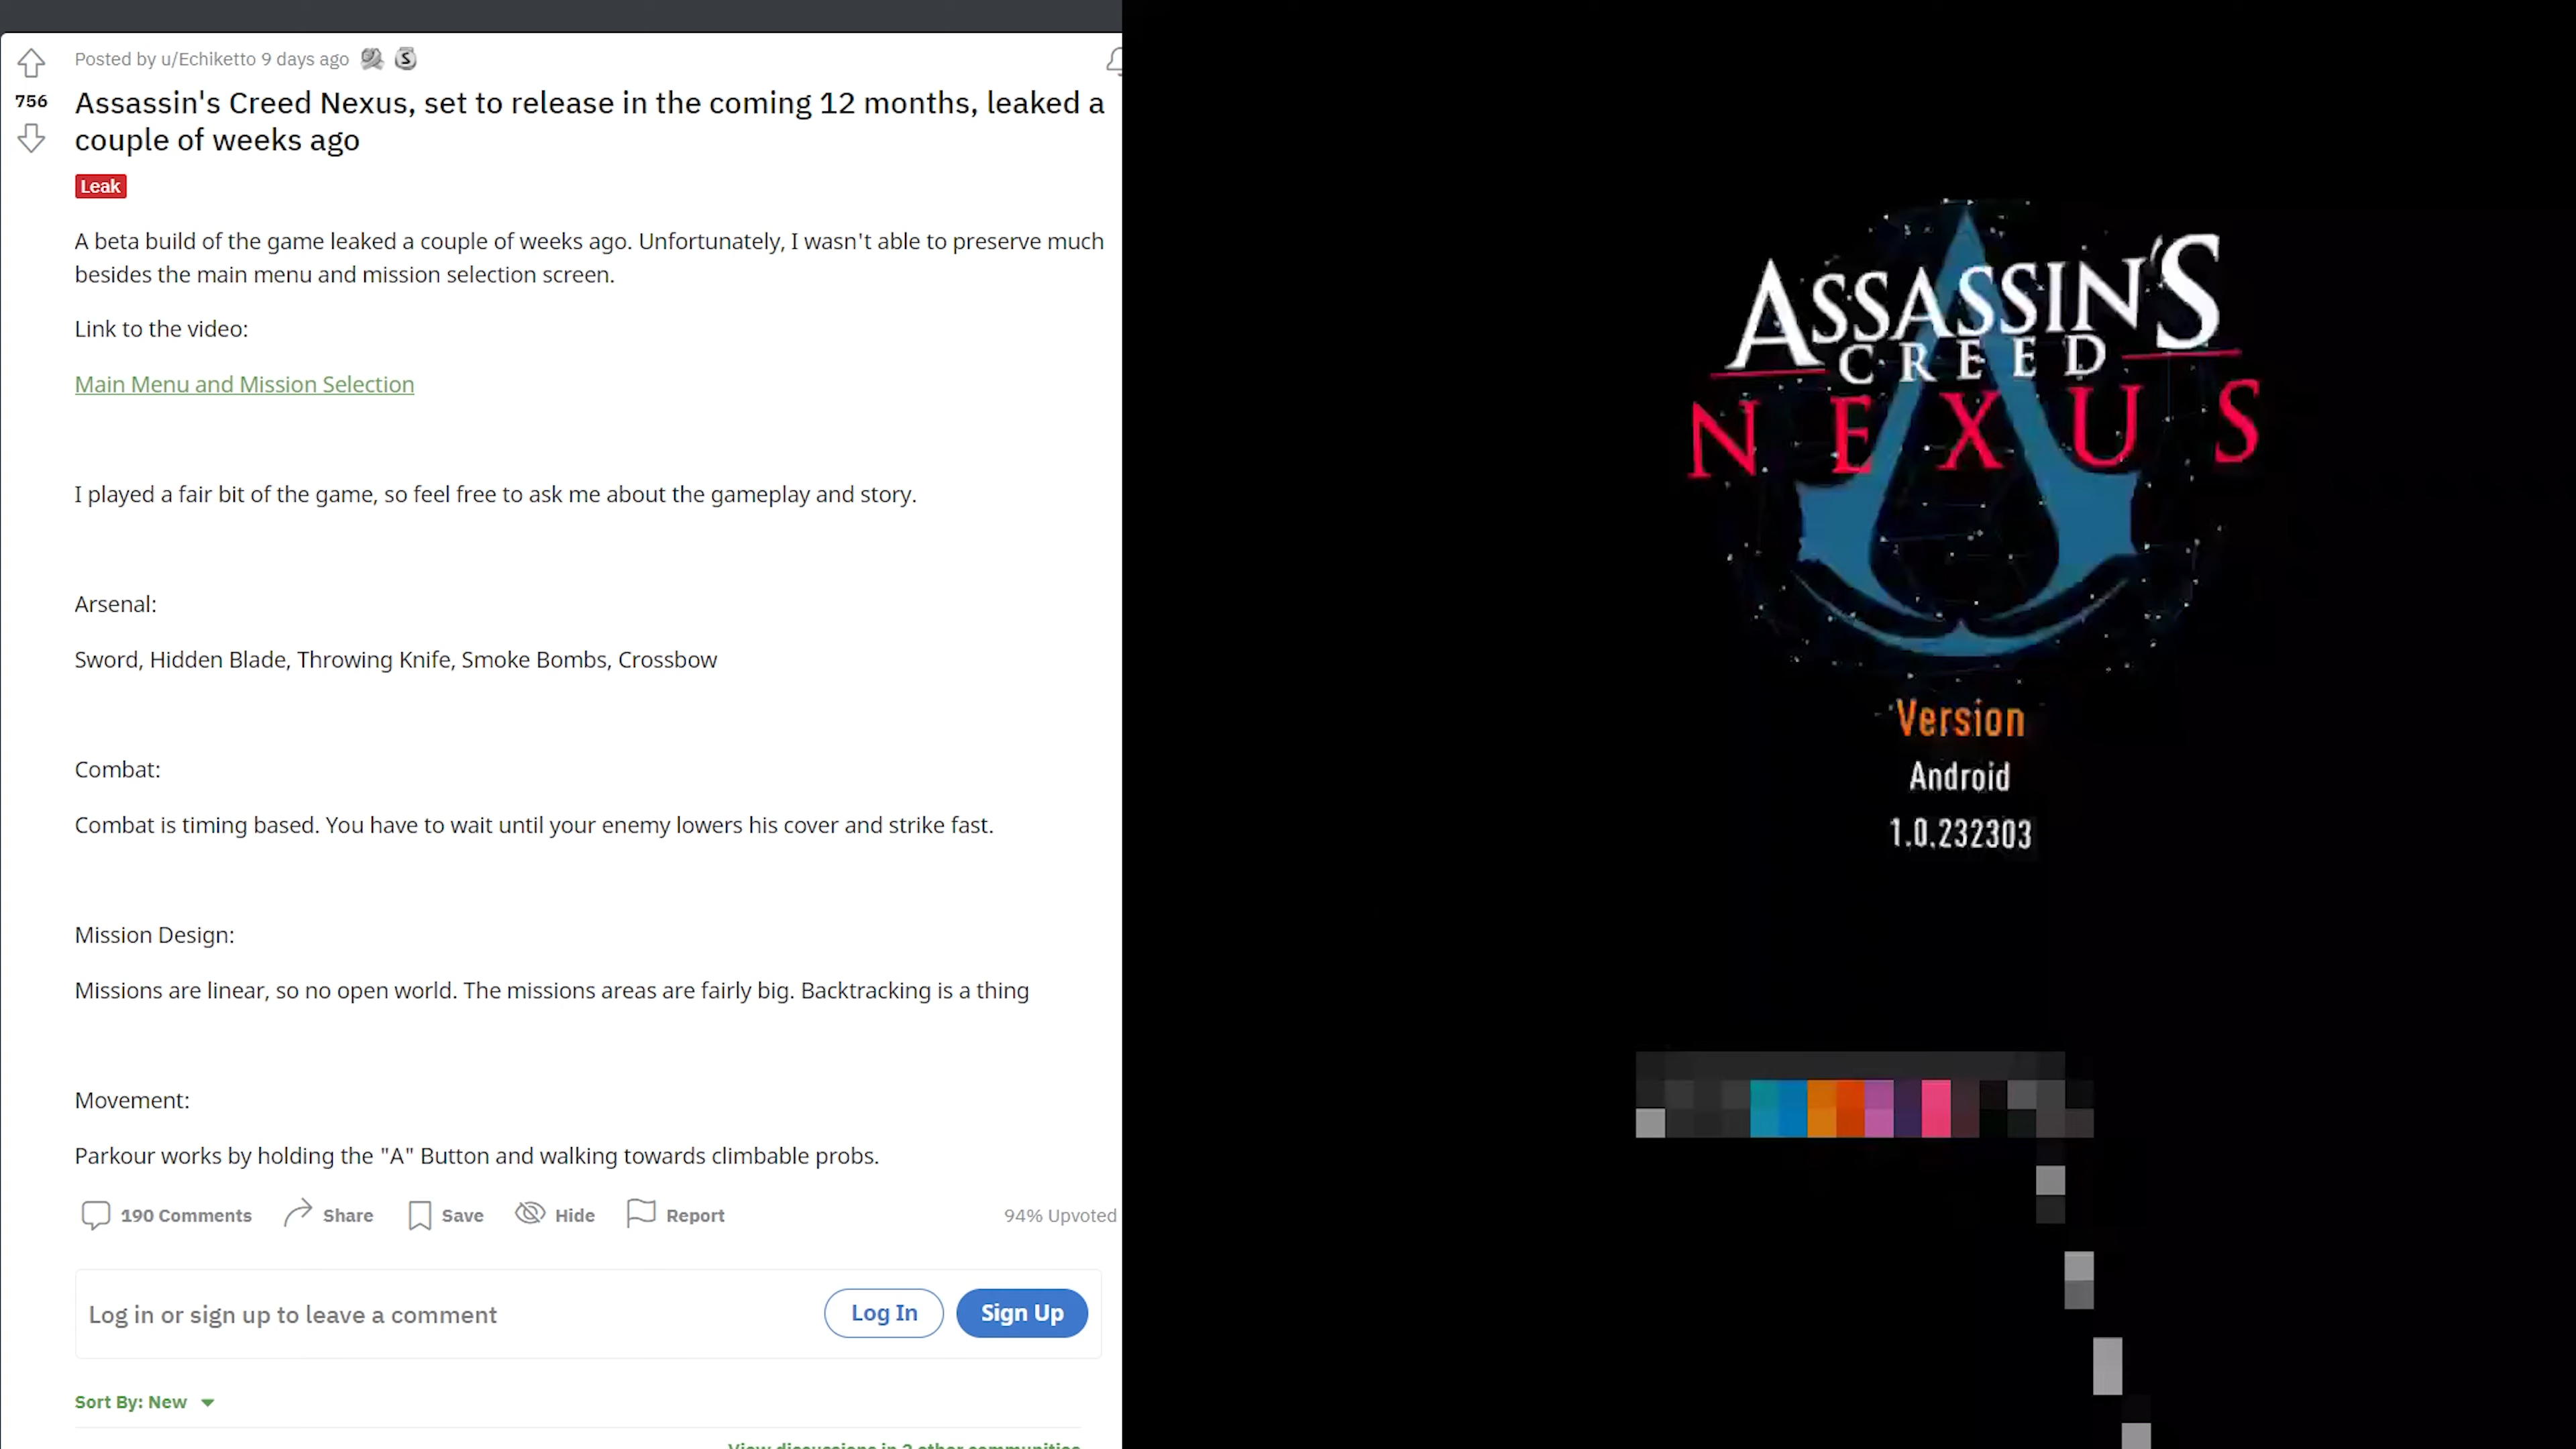 Posted by u/Echiketto 9 days ago
756
Assassin's Creed Nexus, set to release in the coming 12 months, leaked a
couple of weeks ago
Leak
A beta build of the game leaked a couple of weeks ago. Unfortunately, I wasn't able to preserve much
besides the main menu and mission selection screen.
Link to the video:
Main Menu and Mission Selection
I played a fair bit of the game, so feel free to ask me about the gameplay and story.
Arsenal:
Sword, Hidden Blade, Throwing Knife, Smoke Bombs, Crossbow
Combat:
Combat is timing based. You have to wait until your enemy lowers his cover and strike fast.
Mission Design:
Missions are linear, so no open world. The missions areas are fairly big. Backtracking is a thing
Movement:
Parkour works by holding the "A" Button and walking towards climbable probs.
190 Comments Share Save Hide Report 94% Upvoted
Log in or sign up to leave a comment Log In Sign Up
Sort By: New
View discussions in 2 other communities
ASSASSIN'S
CREED
NEXUS
Version
Android
1.0.232303